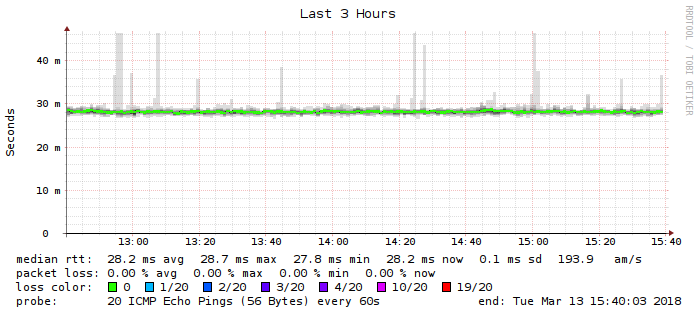 Last 3 Hours
RRDTOOL / TOBI OETIKER
Seconds
40 m
30 m
20 m
10 m
0
13:00 13:20 13:40 14:00 14:20 14:40 15:00 15:20 15:40
median rtt: 28.2 ms avg 28.7 ms max 27.8 ms min 28.2 ms now 0.1 ms sd 193.9 am/s
packet loss: 0.00 % avg 0.00 % max 0.00 % min 0.00 % now
loss color: 0 1/20 2/20 3/20 4/20 10/20 19/20
probe: 20 ICMP Echo Pings (56 Bytes) every 60s end: Tue Mar 13 15:40:03 2018